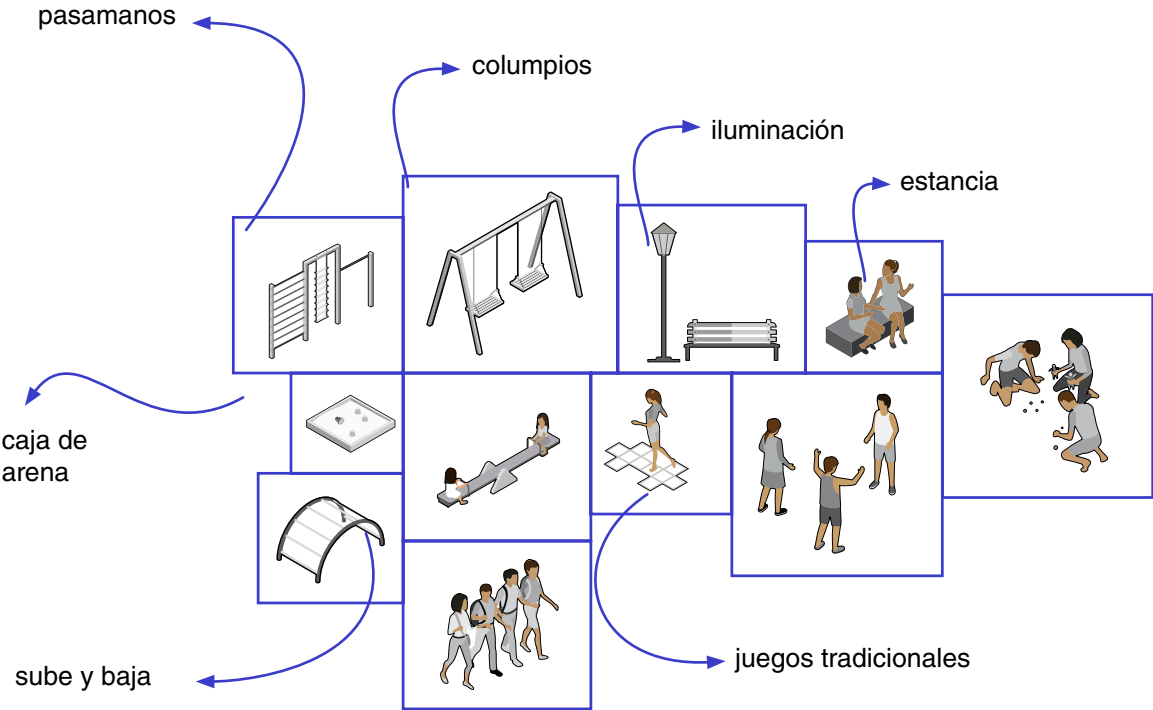 pasamanos
columpios
iluminación
estancia
caja de
arena
sube y baja
juegos tradicionales